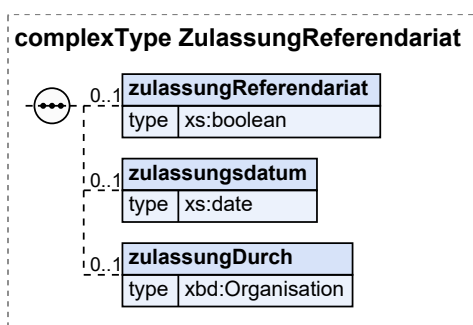 complexType ZulassungReferendariat
0..1 zulassungReferendariat
type xs:boolean
0..1 zulassungsdatum
type xs:date
0..1 zulassungDurch
type xbd:Organisation